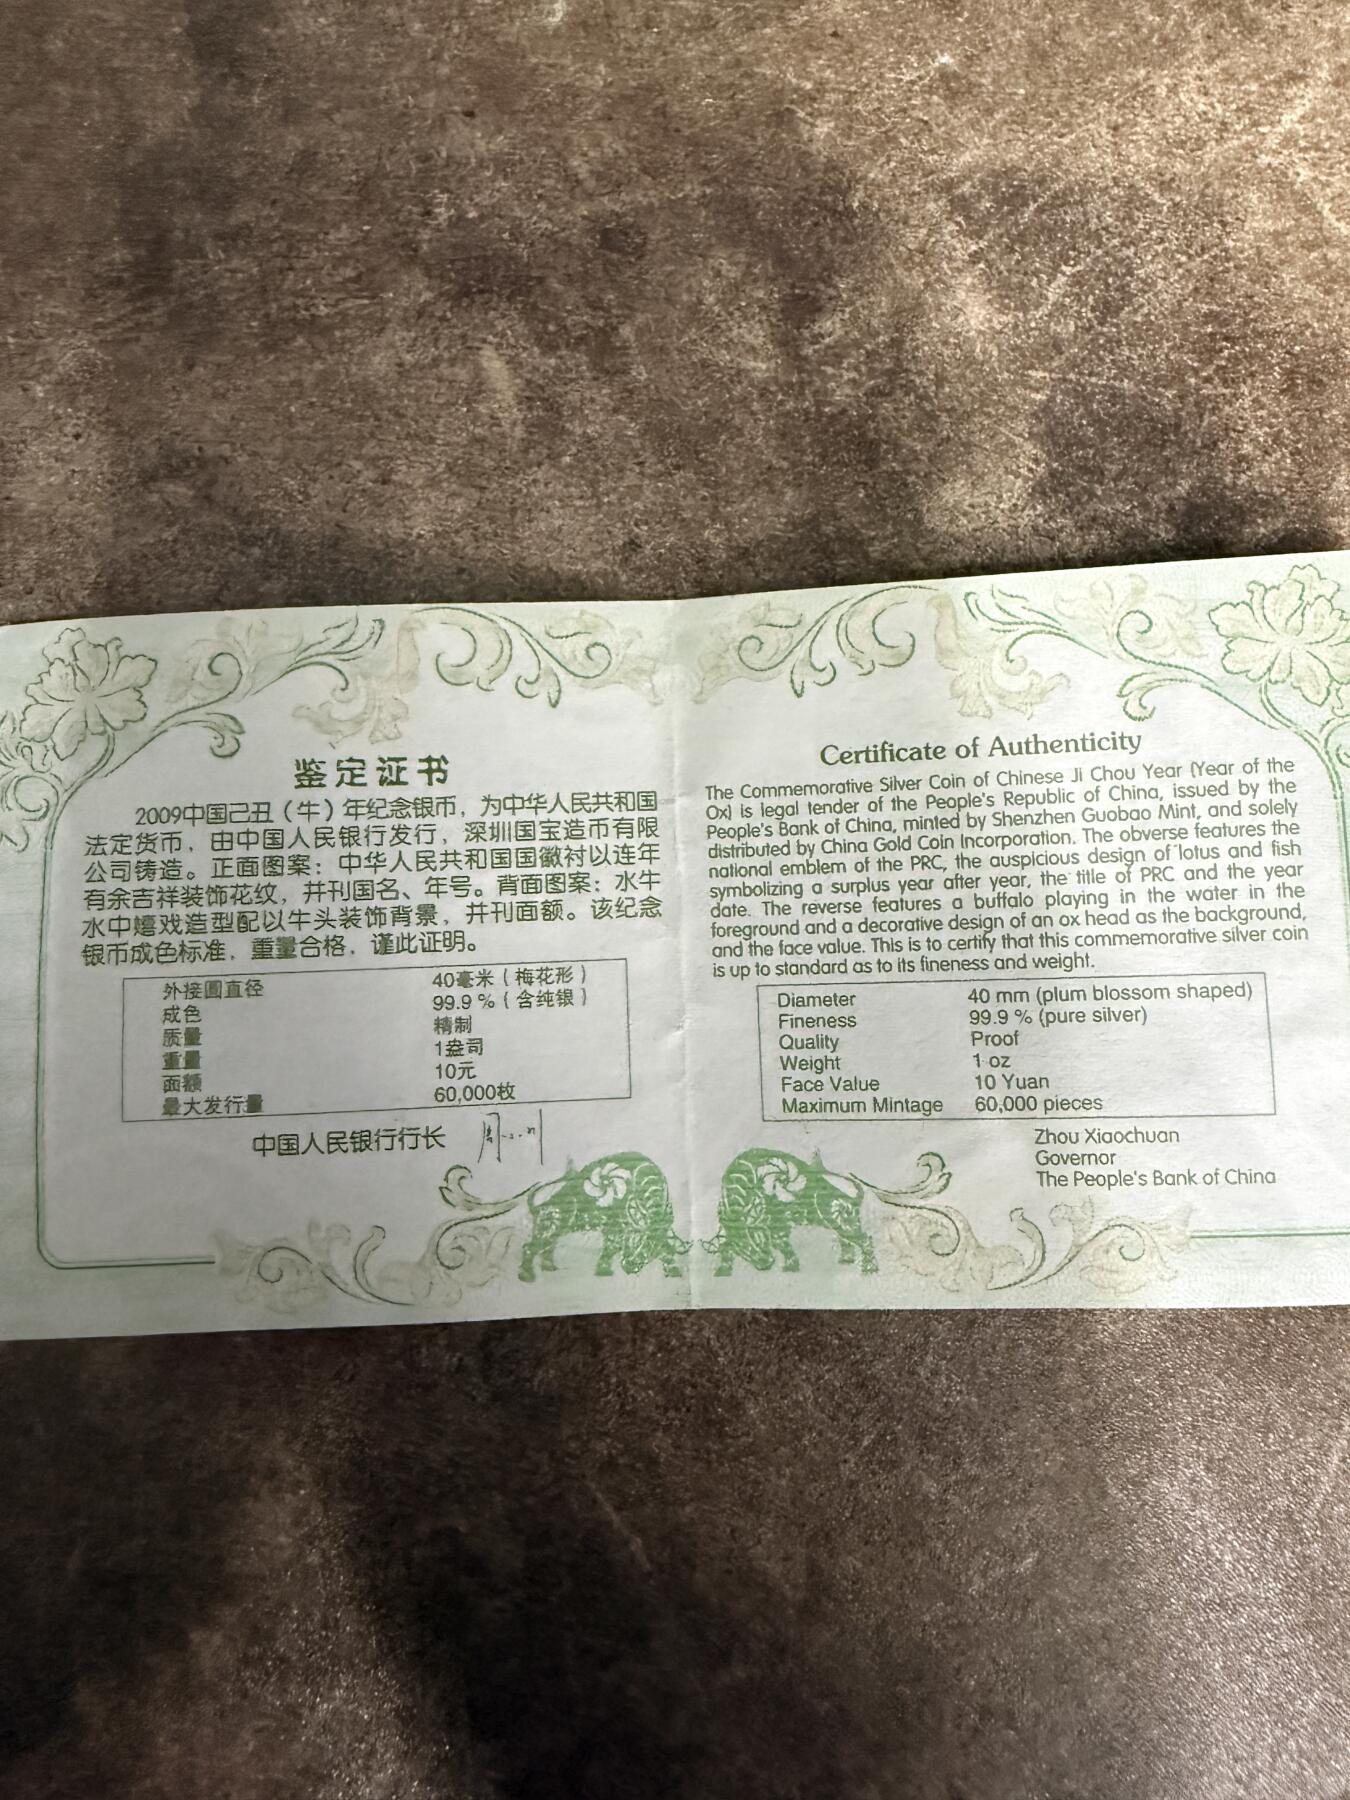 鉴定证书
2009中国己丑（牛）年纪念银币，为中华人民共和国
法定货币，由中国人民银行发行，深圳国宝造币有限
公司铸造。正面图案：中华人民共和国国徽衬以连年
有余吉祥装饰花纹，并刊国名、年号。背面图案：水牛
水中嬉戏造型配以牛头装饰背景，并刊面额。该纪念
银币成色标准，重量合格，谨此证明。
外接圆直径 40毫米（梅花形）
成色 99.9％（含纯银）
质量 精制
重量 1盎司
面额 10元
最大发行量 60,000枚
中国人民银行行长
Certificate of Authenticity
The Commemorative Silver Coin of Chinese Ji Chou Year (Year of the
Ox) is legal tender of the People's Republic of China, issued by the
People's Bank of China, minted by Shenzhen Guobao Mint, and solely
distributed by China Gold Coin Incorporation. The obverse features the
national emblem of the PRC, the auspicious design of lotus and fish
symbolizing a surplus year after year, the title of PRC and the year
date. The reverse features a buffalo playing in the water in the
foreground and a decorative design of an ox head as the background,
and the face value. This is to certify that this commemorative silver coin
is up to standard as to its fineness and weight.
Diameter 40 mm (plum blossom shaped)
Fineness 99.9 % (pure silver)
Quality Proof
Weight 1 oz
Face Value 10 Yuan
Maximum Mintage 60,000 pieces
Zhou Xiaochuan
Governor
The People's Bank of China